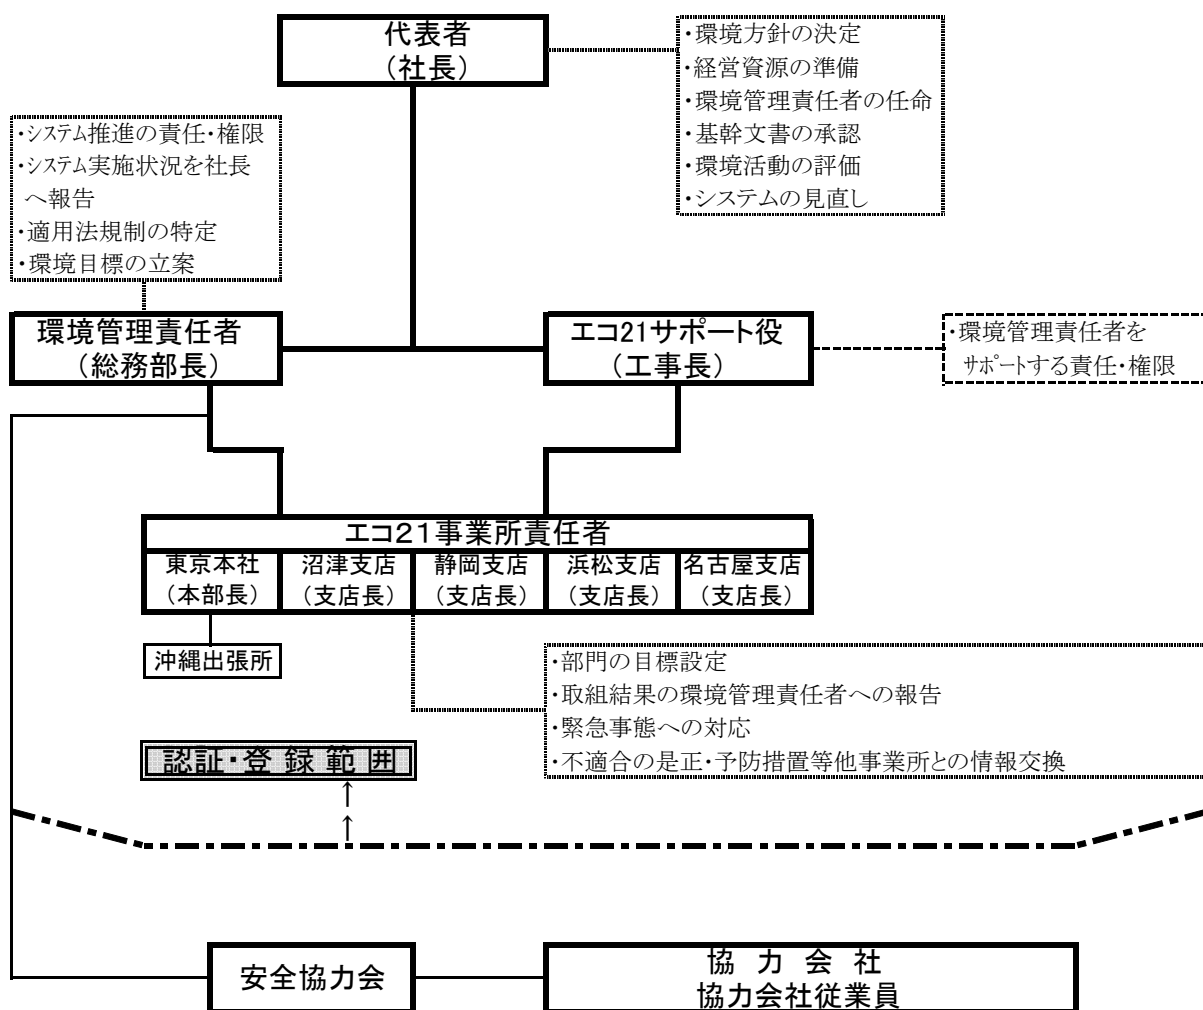 代表者
(社長)
・環境方針の決定
・経営資源の準備
・環境管理責任者の任命
・基幹文書の承認
・環境活動の評価
・システムの見直し
・システム推進の責任・権限
・システム実施状況を社長
へ報告
・適用法規制の特定
・環境目標の立案
環境管理責任者
(総務部長)
エコ21サポート役
(工事長)
・環境管理責任者を
サポートする責任・権限
エコ21事業所責任者
東京本社
(本部長)
沼津支店
(支店長)
静岡支店
(支店長)
浜松支店
(支店長)
名古屋支店
(支店長)
沖縄出張所
・部門の目標設定
・取組結果の環境管理責任者への報告
・緊急事態への対応
・不適合の是正・予防措置等他事業所との情報交換
認証・登録範囲
↑
↑
安全協力会
協力会社
協力会社従業員